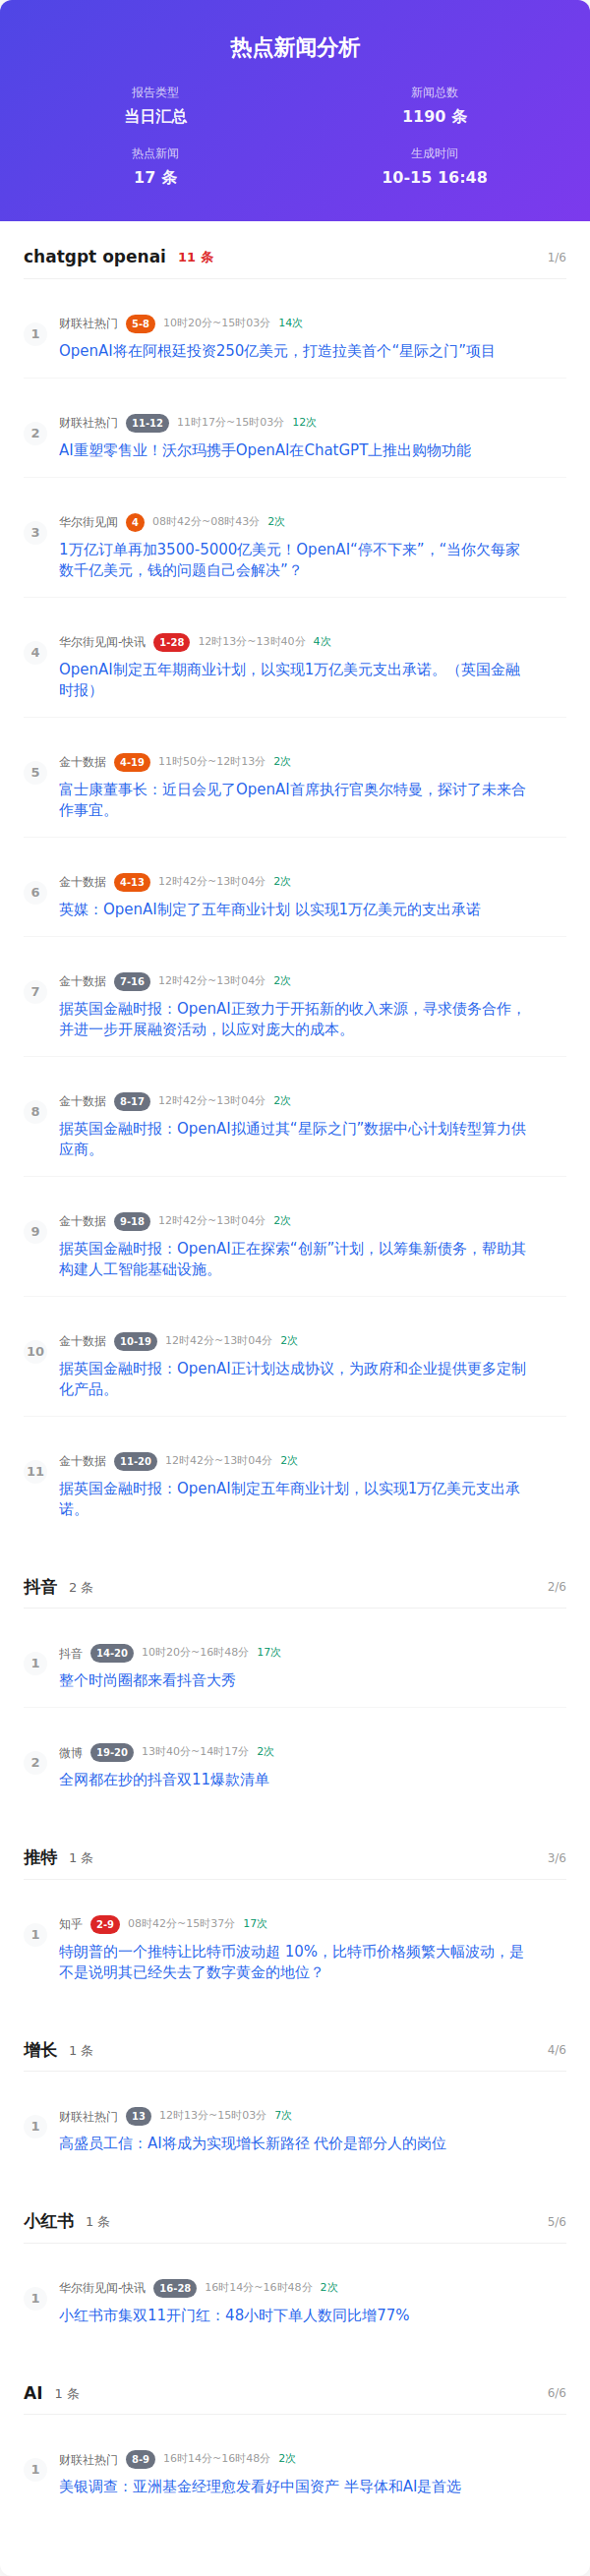 热点新闻分析
报告类型
新闻总数
当日汇总
1190 条
热点新闻
生成时间
17 条
10-15 16:48
chatgpt openai 11 条 1/6
1
财联社热门 5-8 10时20分~15时03分 14次
OpenAI将在阿根廷投资250亿美元，打造拉美首个“星际之门”项目
2
财联社热门 11-12 11时17分~15时03分 12次
AI重塑零售业！沃尔玛携手OpenAI在ChatGPT上推出购物功能
3
华尔街见闻 4 08时42分~08时43分 2次
1万亿订单再加3500-5000亿美元！OpenAI“停不下来”，“当你欠每家
数千亿美元，钱的问题自己会解决”？
4
华尔街见闻-快讯 1-28 12时13分~13时40分 4次
OpenAI制定五年期商业计划，以实现1万亿美元支出承诺。（英国金融
时报）
5
金十数据 4-19 11时50分~12时13分 2次
富士康董事长：近日会见了OpenAI首席执行官奥尔特曼，探讨了未来合
作事宜。
6
金十数据 4-13 12时42分~13时04分 2次
英媒：OpenAI制定了五年商业计划 以实现1万亿美元的支出承诺
7
金十数据 7-16 12时42分~13时04分 2次
据英国金融时报：OpenAI正致力于开拓新的收入来源，寻求债务合作，
并进一步开展融资活动，以应对庞大的成本。
8
金十数据 8-17 12时42分~13时04分 2次
据英国金融时报：OpenAI拟通过其“星际之门”数据中心计划转型算力供
应商。
9
金十数据 9-18 12时42分~13时04分 2次
据英国金融时报：OpenAI正在探索“创新”计划，以筹集新债务，帮助其
构建人工智能基础设施。
10
金十数据 10-19 12时42分~13时04分 2次
据英国金融时报：OpenAI正计划达成协议，为政府和企业提供更多定制
化产品。
11
金十数据 11-20 12时42分~13时04分 2次
据英国金融时报：OpenAI制定五年商业计划，以实现1万亿美元支出承
诺。
抖音 2 条 2/6
1
抖音 14-20 10时20分~16时48分 17次
整个时尚圈都来看抖音大秀
2
微博 19-20 13时40分~14时17分 2次
全网都在抄的抖音双11爆款清单
推特 1 条 3/6
1
知乎 2-9 08时42分~15时37分 17次
特朗普的一个推特让比特币波动超 10%，比特币价格频繁大幅波动，是
不是说明其已经失去了数字黄金的地位？
增长 1 条 4/6
1
财联社热门 13 12时13分~15时03分 7次
高盛员工信：AI将成为实现增长新路径 代价是部分人的岗位
小红书 1 条 5/6
1
华尔街见闻-快讯 16-28 16时14分~16时48分 2次
小红书市集双11开门红：48小时下单人数同比增77%
AI 1 条 6/6
1
财联社热门 8-9 16时14分~16时48分 2次
美银调查：亚洲基金经理愈发看好中国资产 半导体和AI是首选